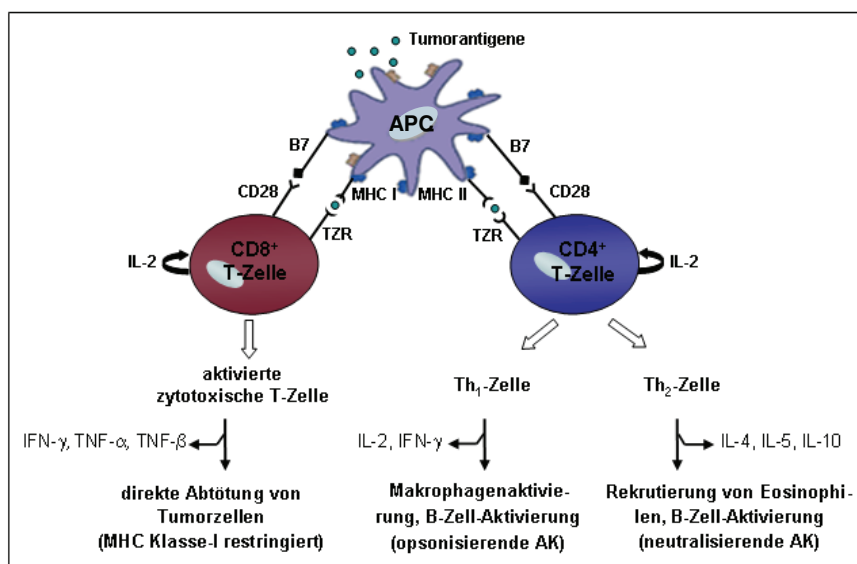 Tumorantigene
APC
B7
B7
CD28
CD28
MHC I
MHC II
TZR
TZR
CD8+
T-Zelle
CD4+
T-Zelle
IL-2
IL-2
aktivierte
zytotoxische T-Zelle
Th1-Zelle
Th2-Zelle
IFN-γ, TNF-α, TNF-β
IL-2, IFN-γ
IL-4, IL-5, IL-10
direkte Abtötung von
Tumorzellen
(MHC Klasse-I restringiert)
Makrophagenaktivie-
rung, B-Zell-Aktivierung
(opsonisierende AK)
Rekrutierung von Eosinophi-
len, B-Zell-Aktivierung
(neutralisierende AK)